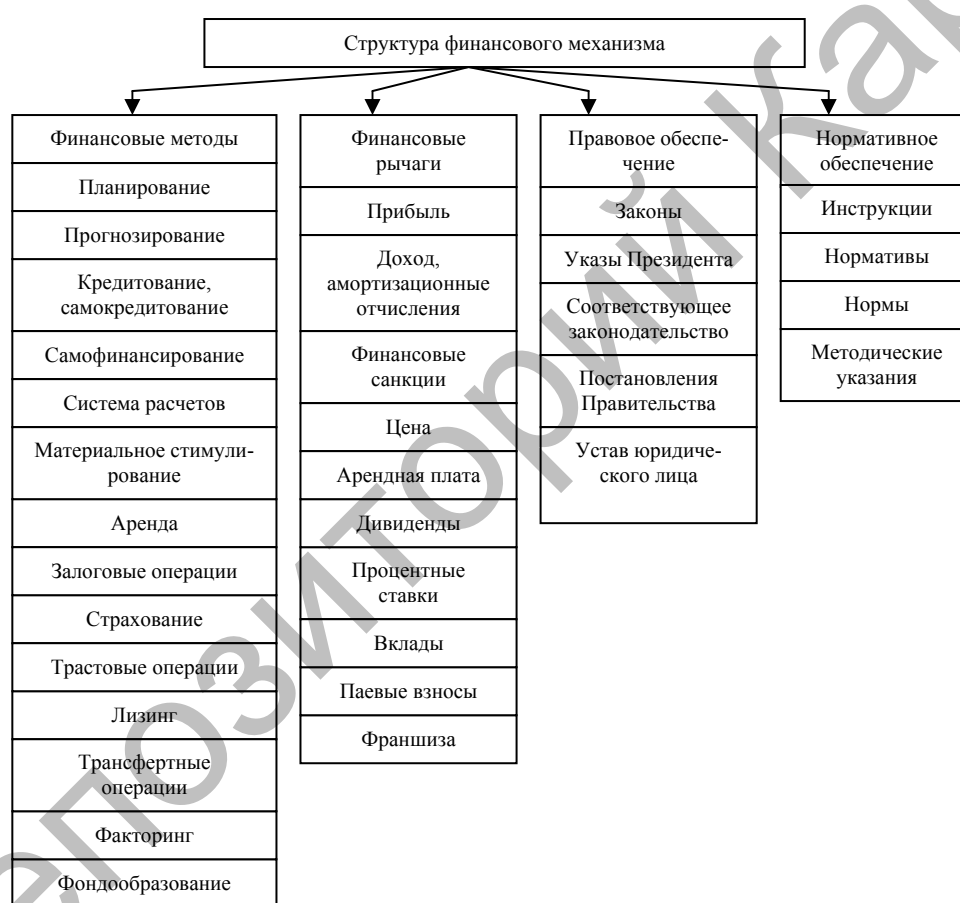 Структура финансового механизма
Финансовые методы
Планирование
Прогнозирование
Кредитование,
самокредитование
Самофинансирование
Система расчетов
Материальное стимули-
рование
Аренда
Залоговые операции
Страхование
Трастовые операции
Лизинг
Трансфертные
операции
Факторинг
Фондообразование
Финансовые
рычаги
Прибыль
Доход,
амортизационные
отчисления
Финансовые
санкции
Цена
Арендная плата
Дивиденды
Процентные
ставки
Вклады
Паевые взносы
Франшиза
Правовое обеспе-
чение
Законы
Указы Президента
Соответствующее
законодательство
Постановления
Правительства
Устав юридиче-
ского лица
Нормативное
обеспечение
Инструкции
Нормативы
Нормы
Методические
указания